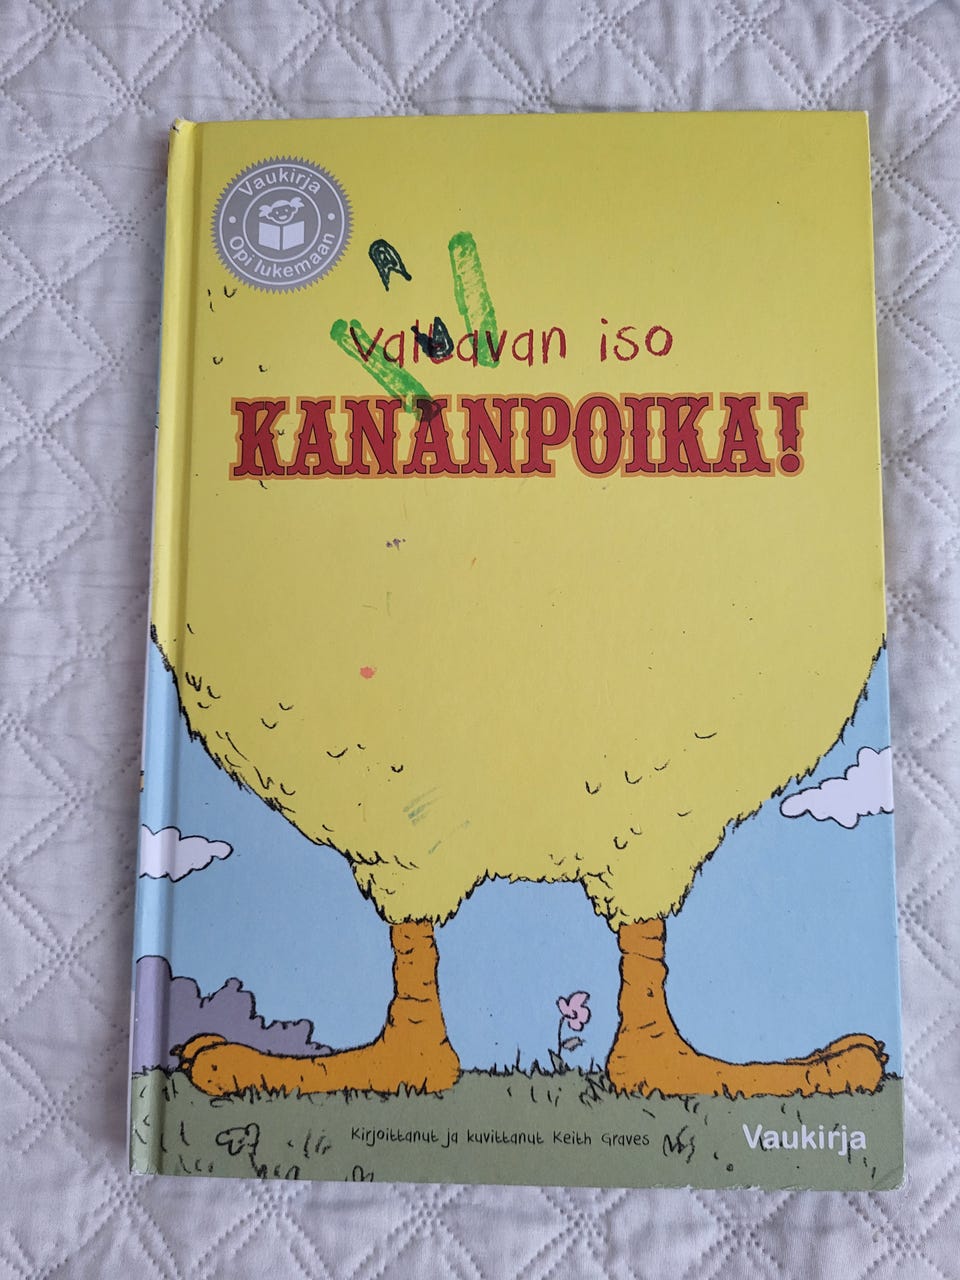 Vaukirja
Opi lukemaan
Valtavan iso
KANANPOIKA!
Kirjoittanut ja kuvittanut Keith Graves
Vaukirja